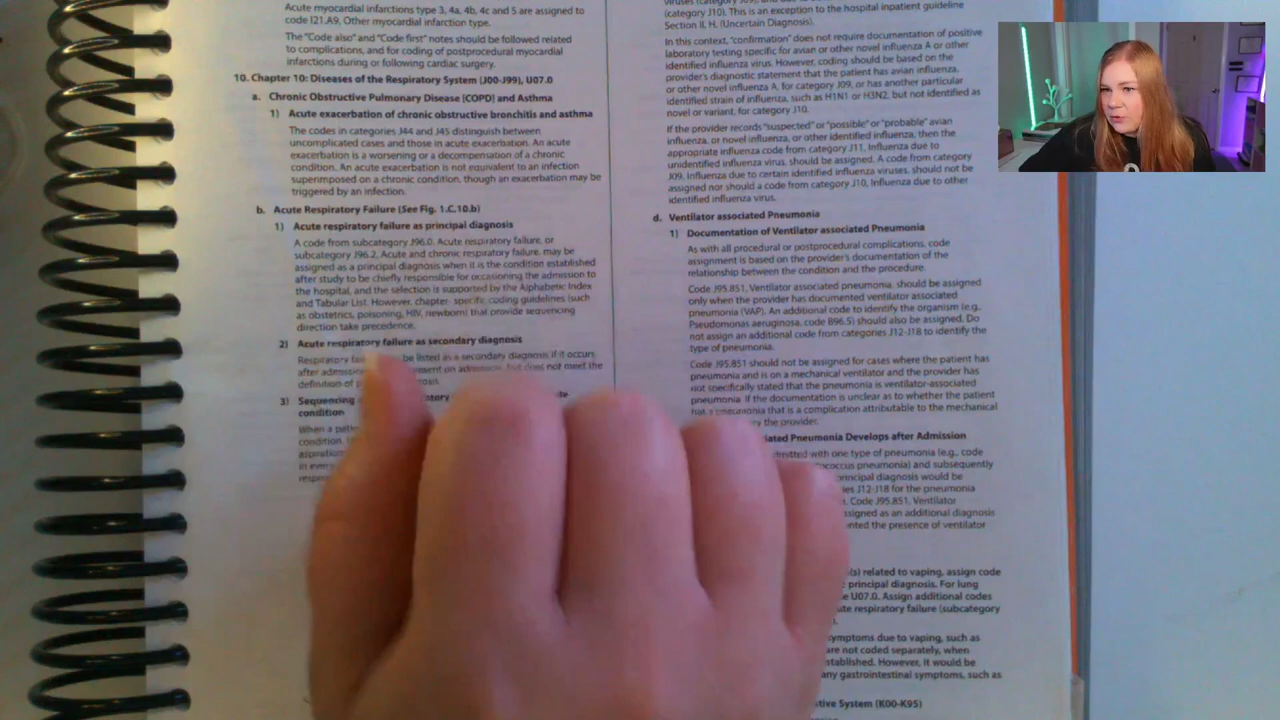 Acute myocardial infarctions type 3, 4a, 4b, 4c and 5 are assigned to
code I21.A9, Other myocardial infarction type.
The "Code also" and "Code first" notes should be followed related
to complications, and for coding of postprocedural myocardial
infarctions during or following cardiac surgery.
10. Chapter 10: Diseases of the Respiratory System (J00-J99), U07.0
a. Chronic Obstructive Pulmonary Disease [COPD] and Asthma
1) Acute exacerbation of chronic obstructive bronchitis and asthma
The codes in categories J44 and J45 distinguish between
uncomplicated cases and those in acute exacerbation. An acute
exacerbation is a worsening or a decompensation of a chronic
condition. An acute exacerbation is not equivalent to an infection
superimposed on a chronic condition, though an exacerbation may be
triggered by an infection.
b. Acute Respiratory Failure (See Fig. 1.C.10.b)
1) Acute respiratory failure as principal diagnosis
A code from subcategory J96.0, Acute respiratory failure, or
subcategory J96.2, Acute and chronic respiratory failure, may be
assigned as a principal diagnosis when it is the condition established
after study to be chiefly responsible for occasioning the admission to
the hospital, and the selection is supported by the Alphabetic Index
and Tabular List. However, chapter-specific coding guidelines (such
as obstetrics, poisoning, HIV, newborn) that provide sequencing
direction take precedence.
2) Acute respiratory failure as secondary diagnosis
Respiratory be listed as a secondary diagnosis if it occurs
after on admission, but does not meet the
definition of
3) Sequencing
condition
When a
condition,
in
(category J10). This is an exception to the hospital inpatient guideline
Section II, H, (Uncertain Diagnosis).
In this context, "confirmation" does not require documentation of positive
laboratory testing specific for avian or other novel influenza A or other
identified influenza virus. However, coding should be based on the
provider's diagnostic statement that the patient has avian influenza,
or other novel influenza A, for category J09, or has another particular
identified strain of influenza, such as H1N1 or H3N2, but not identified as
novel or variant, for category J10.
If the provider records "suspected" or "possible" or "probable" avian
influenza, or novel influenza, or other identified influenza, then the
appropriate influenza code from category J11, Influenza due to
unidentified influenza virus, should be assigned. A code from category
J09, Influenza due to certain identified influenza viruses, should not be
assigned nor should a code from category J10, Influenza due to other
identified influenza virus.
d. Ventilator associated Pneumonia
1) Documentation of Ventilator associated Pneumonia
As with all procedural or postprocedural complications, code
assignment is based on the provider's documentation of the
relationship between the condition and the procedure.
Code J95.851, Ventilator associated pneumonia, should be assigned
only when the provider has documented ventilator associated
pneumonia (VAP). An additional code to identify the organism (e.g.,
Pseudomonas aeruginosa, code B96.5) should also be assigned. Do
not assign an additional code from categories J12-J18 to identify the
type of pneumonia.
Code J95.851 should not be assigned for cases where the patient has
pneumonia and is on a mechanical ventilator and the provider has
not specifically stated that the pneumonia is ventilator-associated
pneumonia. If the documentation is unclear as to whether the patient
has a pneumonia that is a complication attributable to the mechanical
the provider.
Pneumonia Develops after Admission
with one type of pneumonia (e.g., code
pneumonia) and subsequently
principal diagnosis would be
J12-J18 for the pneumonia
Code J95.851, Ventilator
as an additional diagnosis
the presence of ventilator
related to vaping, assign code
principal diagnosis. For lung
U07.0. Assign additional codes
respiratory failure (subcategory
symptoms due to vaping, such as
are not coded separately, when
However, it would be
any gastrointestinal symptoms, such as
System (K00-K95)